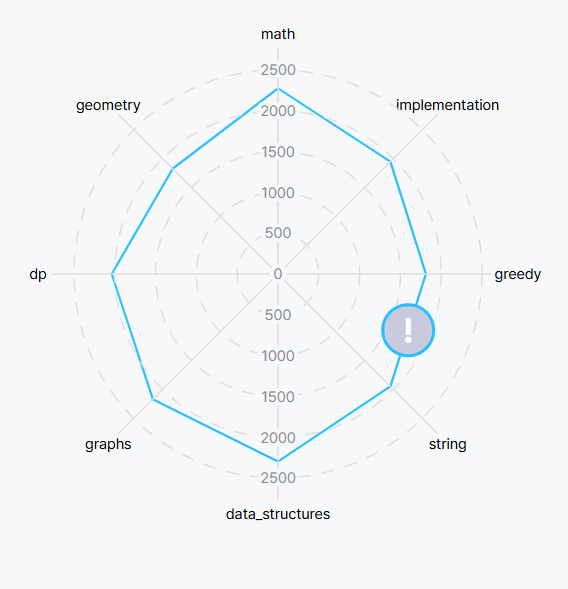 math
2500
geometry
implementation
2000
1500
1000
500
dp
0
greedy
500
!
1000
1500
graphs
2000
string
2500
data_structures